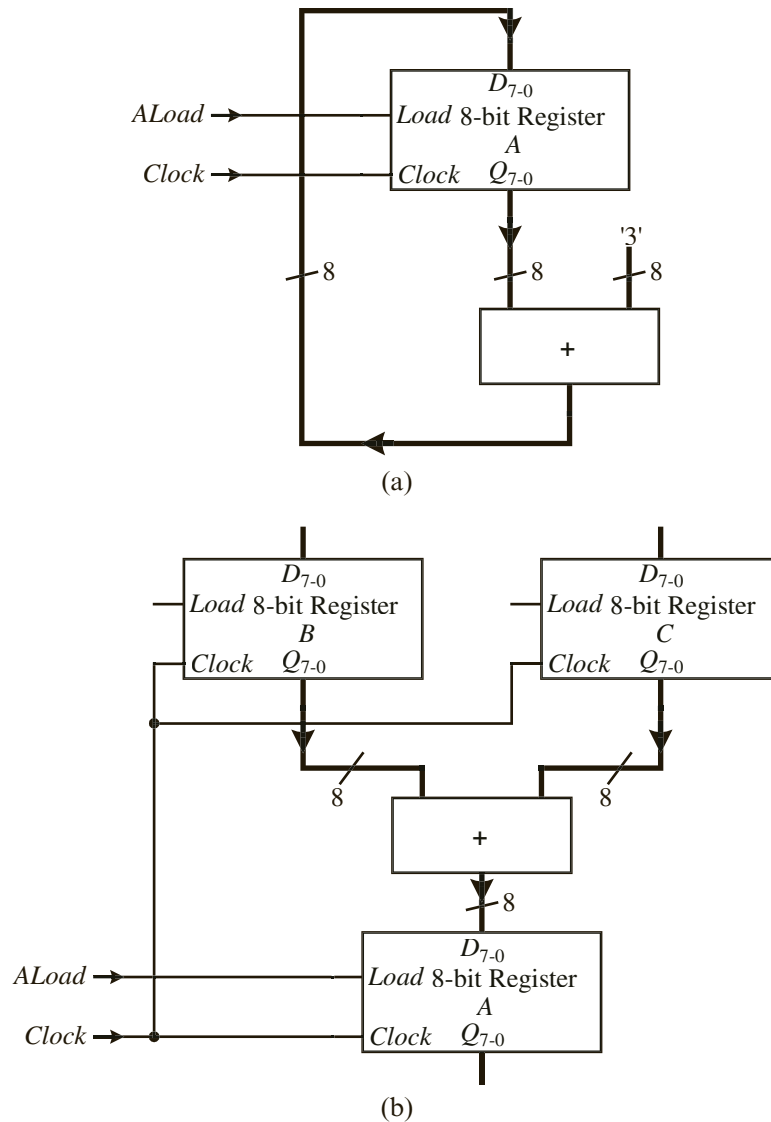 D7-0
ALoad
Load 8-bit Register
A
Clock
Clock Q7-0
'3'
8
8
8
+
(a)
D7-0
D7-0
Load 8-bit Register
Load 8-bit Register
B
C
Clock Q7-0
Clock Q7-0
8
8
+
8
D7-0
ALoad
Load 8-bit Register
A
Clock
Clock Q7-0
(b)